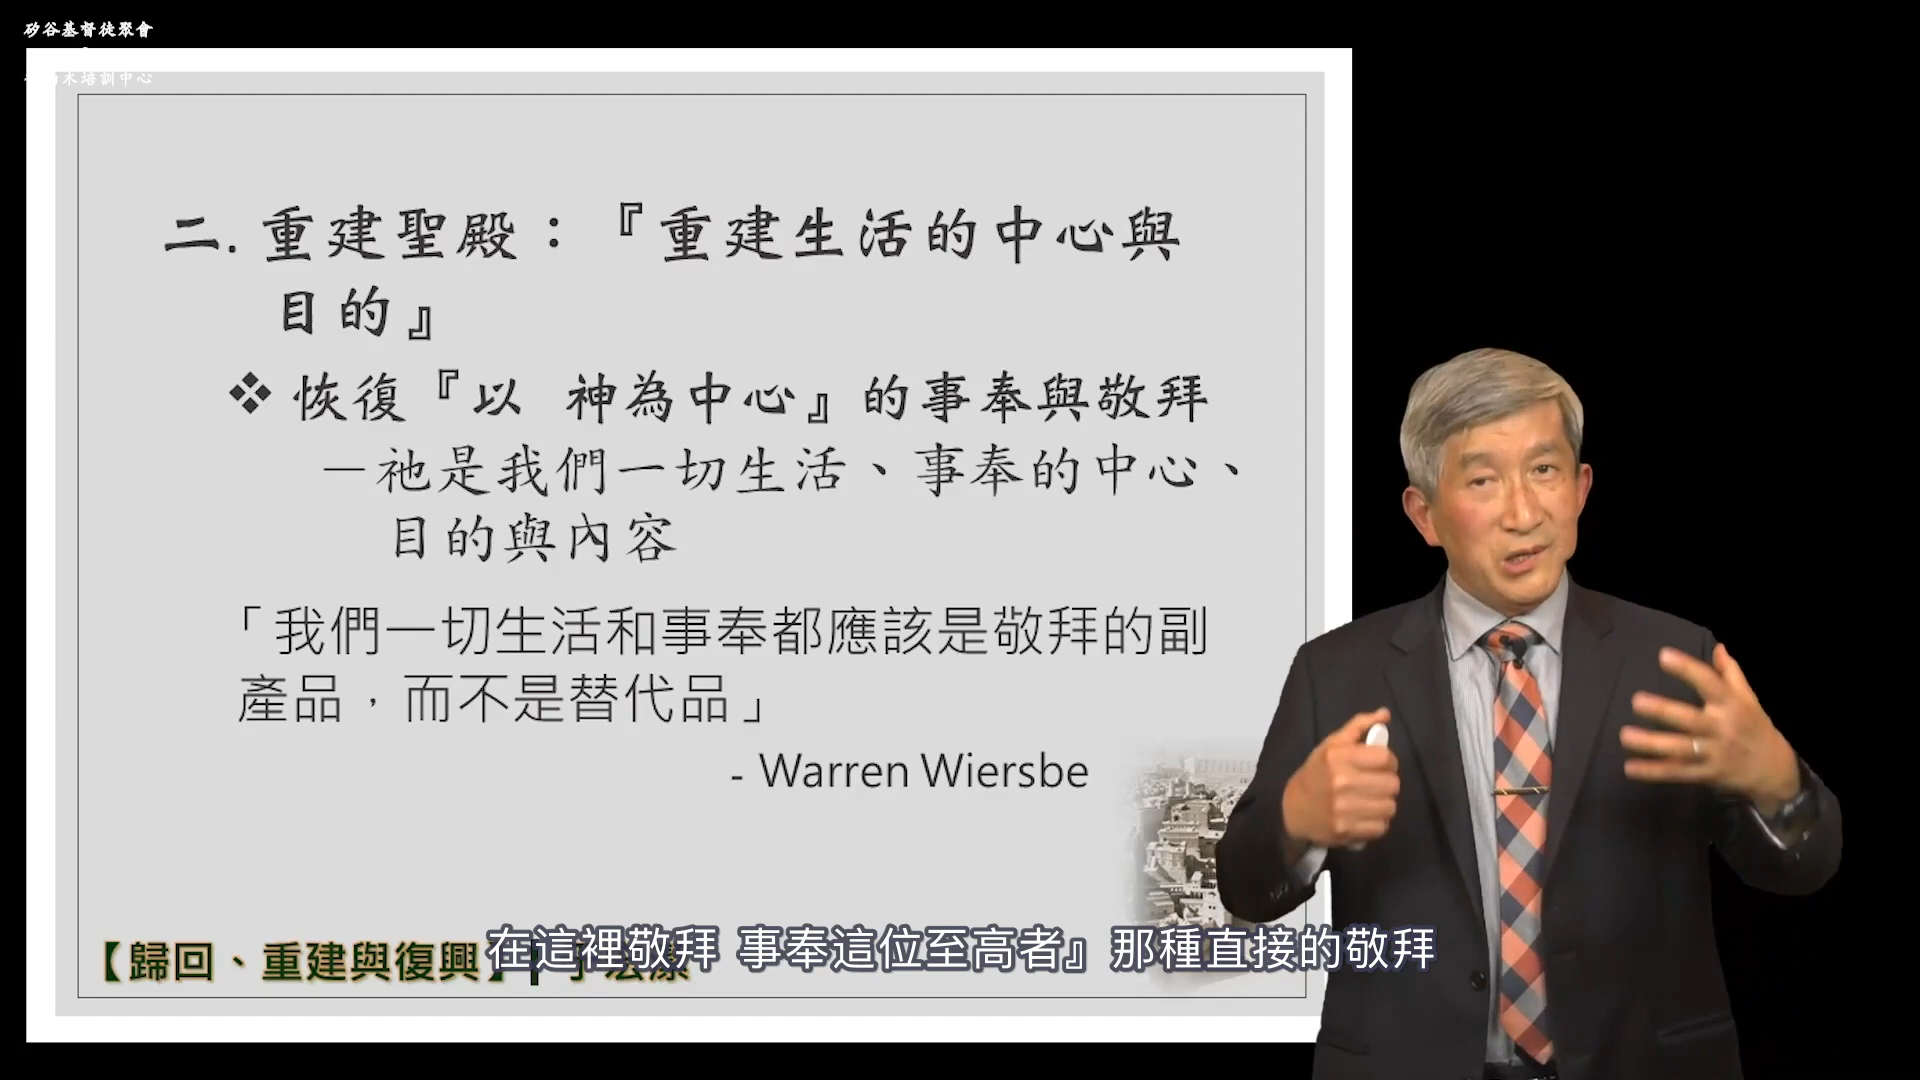 矽谷基督徒聚會
木培訓中心
二. 重建聖殿：『重建生活的中心與
目的』
❖ 恢復『以 神為中心』的事奉與敬拜
－祂是我們一切生活、事奉的中心、
目的與內容
「我們一切生活和事奉都應該是敬拜的副
產品，而不是替代品」
- Warren Wiersbe
【歸回、重建與復興】
在這裡敬拜 事奉這位至高者』那種直接的敬拜